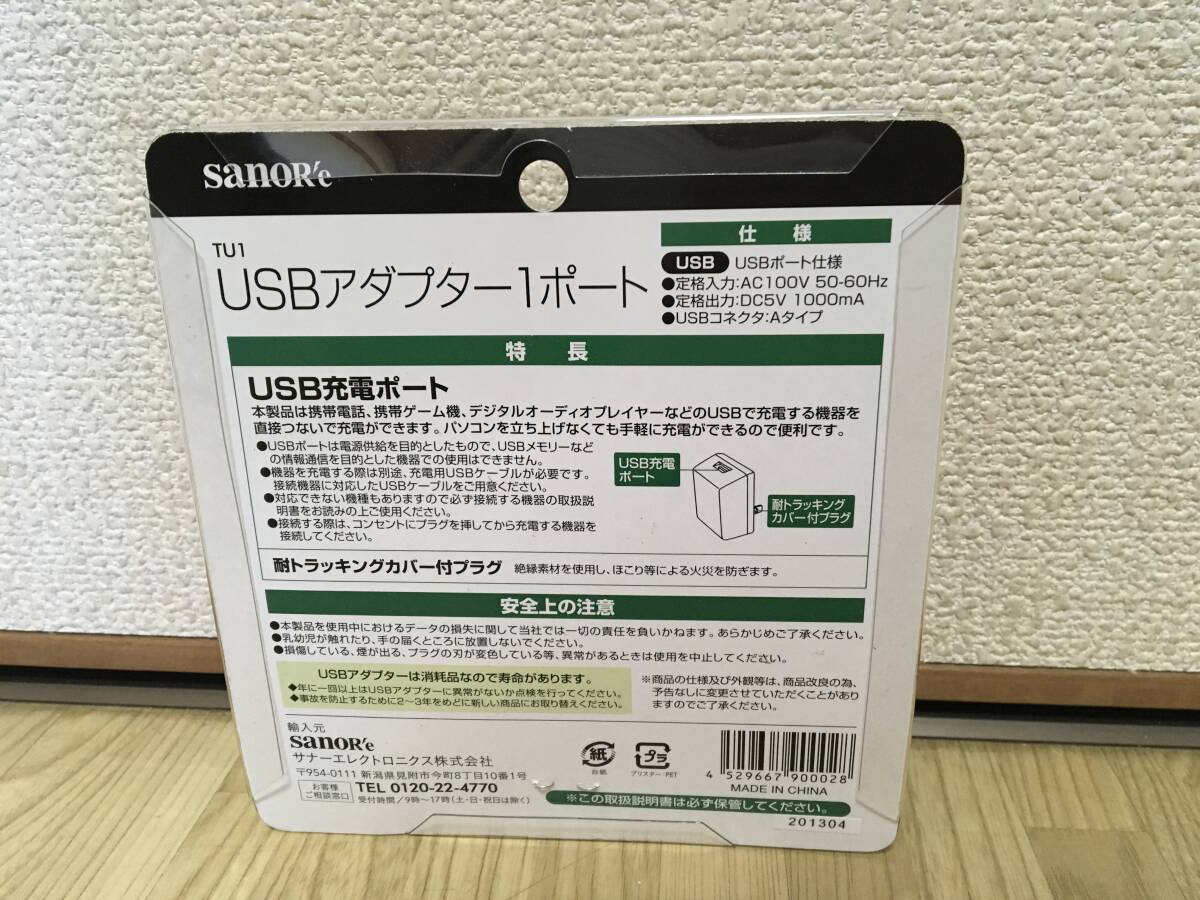 sanoR'e
TU1
USBアダプター1ポート
仕様
USB USBポート仕様
●定格入力:AC100V 50-60Hz
●定格出力:DC5V 1000mA
●USBコネクタ:Aタイプ
特長
USB充電ポート
本製品は携帯電話、携帯ゲーム機、デジタルオーディオプレイヤーなどのUSBで充電する機器を
直接つないで充電ができます。パソコンを立ち上げなくても手軽に充電ができるので便利です。
●USBポートは電源供給を目的としたもので、USBメモリーなど
の情報通信を目的とした機器での使用はできません。
●機器を充電する際は別途、充電用USBケーブルが必要です。
接続機器に対応したUSBケーブルをご用意ください。
●対応できない機種もありますので必ず接続する機器の取扱説
明書をお読みの上ご使用ください。
●接続する際は、コンセントにプラグを挿してから充電する機器を
接続してください。
USB充電
ポート
耐トラッキング
カバー付プラグ
耐トラッキングカバー付プラグ 絶縁素材を使用し、ほこり等による火災を防ぎます。
安全上の注意
●本製品を使用中におけるデータの損失に関して当社では一切の責任を負いかねます。あらかじめご了承ください。
●乳幼児が触れたり、手の届くところに放置しないでください。
●損傷している、煙が出る、プラグの刃が変色している等、異常があるときは使用を中止してください。
USBアダプターは消耗品なので寿命があります。
◆年に一回以上はUSBアダプターに異常がないか点検を行ってください。
◆事故を防止するために2〜3年をめどに新しい商品にお取り替えください。
※商品の仕様及び外観等は、商品改良の為、
予告なしに変更させていただくことがあり
ますのでご了承ください。
輸入元
sanoR'e
サナーエレクトロニクス株式会社
〒954-0111 新潟県見附市今町8丁目10番1号
お客様
ご相談窓口
TEL 0120-22-4770
受付時間/9時〜17時(土・日・祝日は除く)
紙
台紙
プラ
ブリスター:PET
4 529667 900028
MADE IN CHINA
※この取扱説明書は必ず保管してください。
201304